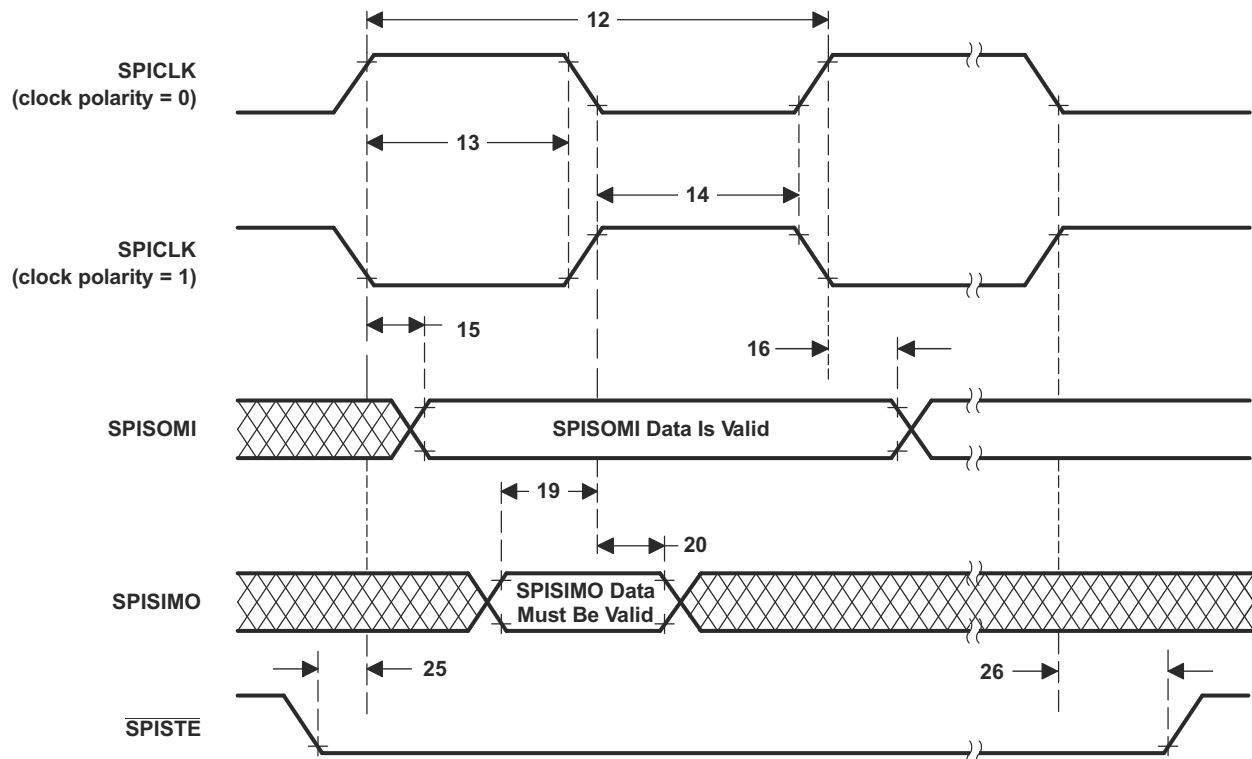 12
SPICLK
(clock polarity = 0)
13
14
SPICLK
(clock polarity = 1)
15
16
SPISOMI
SPISOMI Data Is Valid
19
20
SPISIMO
SPISIMO Data
Must Be Valid
25
26
SPISTE